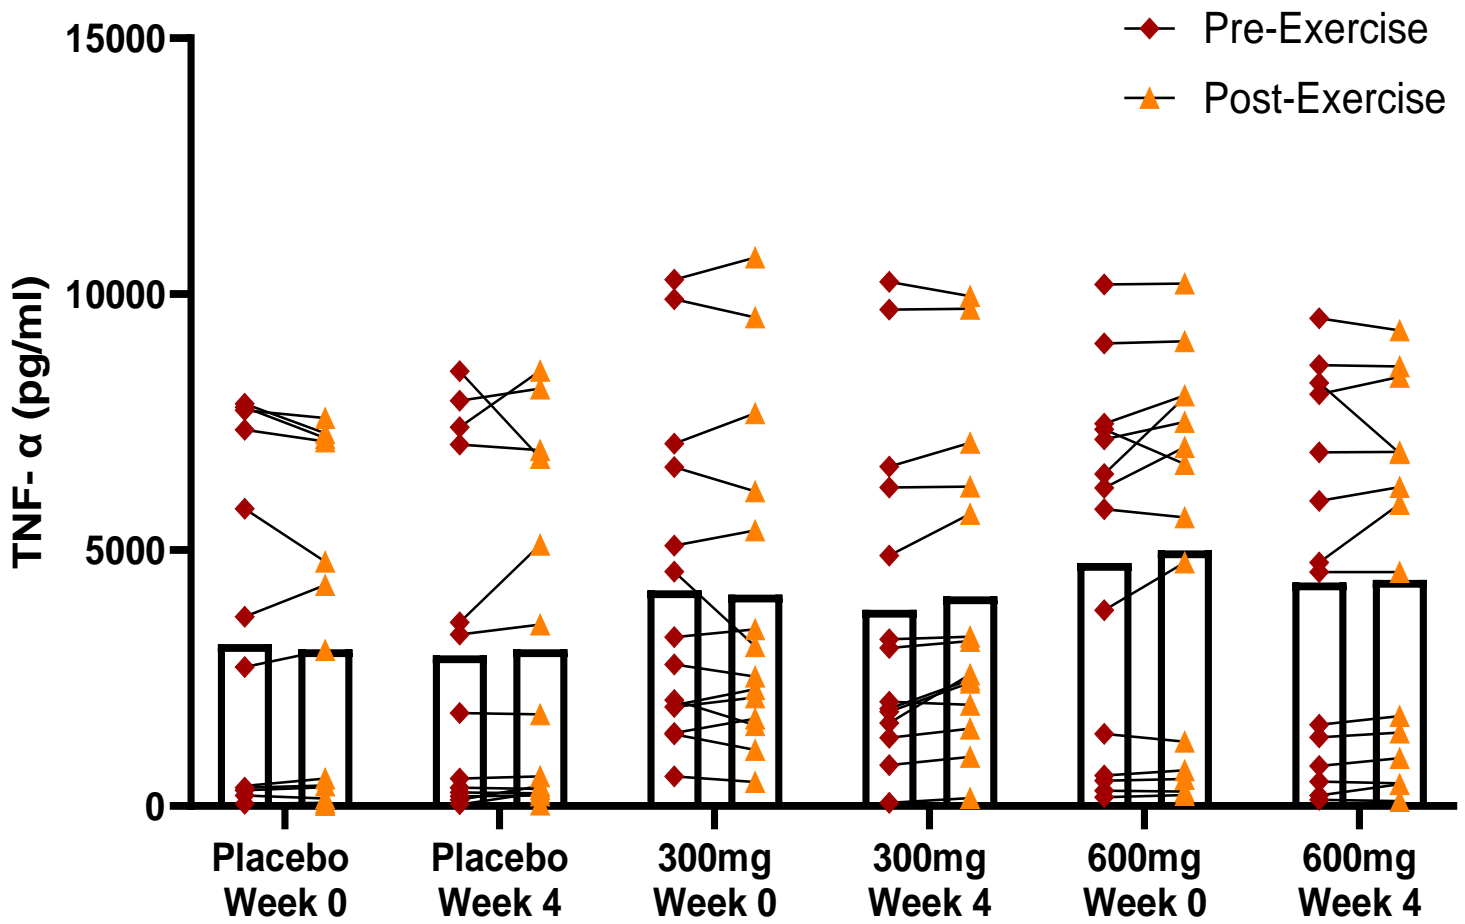 Pre-Exercise
Post-Exercise
TNF- α (pg/ml)
15000
10000
5000
0
Placebo
Week 0
Placebo
Week 4
300mg
Week 0
300mg
Week 4
600mg
Week 0
600mg
Week 4